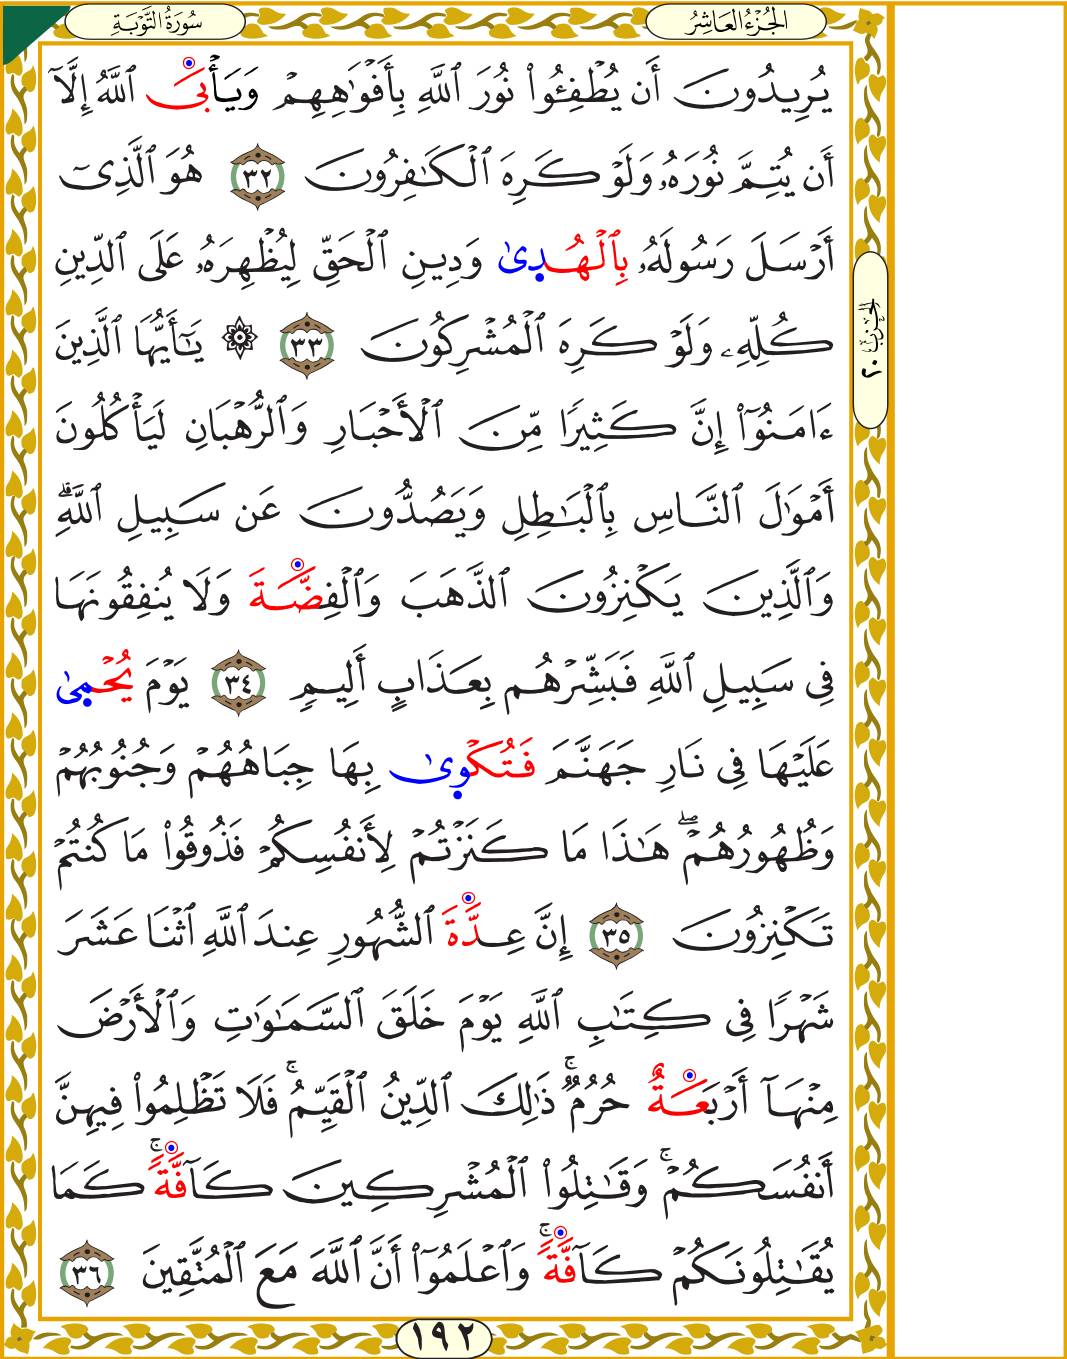 سُورَةُ التَّوْبَةِ
الجُزْءُ العَاشِرُ
يُرِيدُونَ أَن يُطْفِـُٔوا۟ نُورَ ٱللَّهِ بِأَفْوَٰهِهِمْ وَيَأْبَى ٱللَّهُ إِلَّآ
أَن يُتِمَّ نُورَهُۥ وَلَوْ كَرِهَ ٱلْكَـٰفِرُونَ ٣٢ هُوَ ٱلَّذِىٓ
أَرْسَلَ رَسُولَهُۥ بِٱلْهُدَىٰ وَدِينِ ٱلْحَقِّ لِيُظْهِرَهُۥ عَلَى ٱلدِّينِ
كُلِّهِۦ وَلَوْ كَرِهَ ٱلْمُشْرِكُونَ ٣٣ ۞ يَـٰٓأَيُّهَا ٱلَّذِينَ
ءَامَنُوٓا۟ إِنَّ كَثِيرًا مِّنَ ٱلْأَحْبَارِ وَٱلرُّهْبَانِ لَيَأْكُلُونَ
أَمْوَٰلَ ٱلنَّاسِ بِٱلْبَـٰطِلِ وَيَصُدُّونَ عَن سَبِيلِ ٱللَّهِ ۗ
وَٱلَّذِينَ يَكْنِزُونَ ٱلذَّهَبَ وَٱلْفِضَّةَ وَلَا يُنفِقُونَهَا
فِى سَبِيلِ ٱللَّهِ فَبَشِّرْهُم بِعَذَابٍ أَلِيمٍ ٣٤ يَوْمَ يُحْمَىٰ
عَلَيْهَا فِى نَارِ جَهَنَّمَ فَتُكْوَىٰ بِهَا جِبَاهُهُمْ وَجُنُوبُهُمْ
وَظُهُورُهُمْ ۖ هَـٰذَا مَا كَنَزْتُمْ لِأَنفُسِكُمْ فَذُوقُوا۟ مَا كُنتُمْ
تَكْنِزُونَ ٣٥ إِنَّ عِدَّةَ ٱلشُّهُورِ عِندَ ٱللَّهِ ٱثْنَا عَشَرَ
شَهْرًا فِى كِتَـٰبِ ٱللَّهِ يَوْمَ خَلَقَ ٱلسَّمَـٰوَٰتِ وَٱلْأَرْضَ
مِنْهَآ أَرْبَعَةٌ حُرُمٌ ۚ ذَٰلِكَ ٱلدِّينُ ٱلْقَيِّمُ ۚ فَلَا تَظْلِمُوا۟ فِيهِنَّ
أَنفُسَكُمْ ۚ وَقَـٰتِلُوا۟ ٱلْمُشْرِكِينَ كَآفَّةً ۚ كَمَا
يُقَـٰتِلُونَكُمْ كَآفَّةً ۚ وَٱعْلَمُوٓا۟ أَنَّ ٱللَّهَ مَعَ ٱلْمُتَّقِينَ ٣٦
الحِزْبُ ٢٠
١٩٢